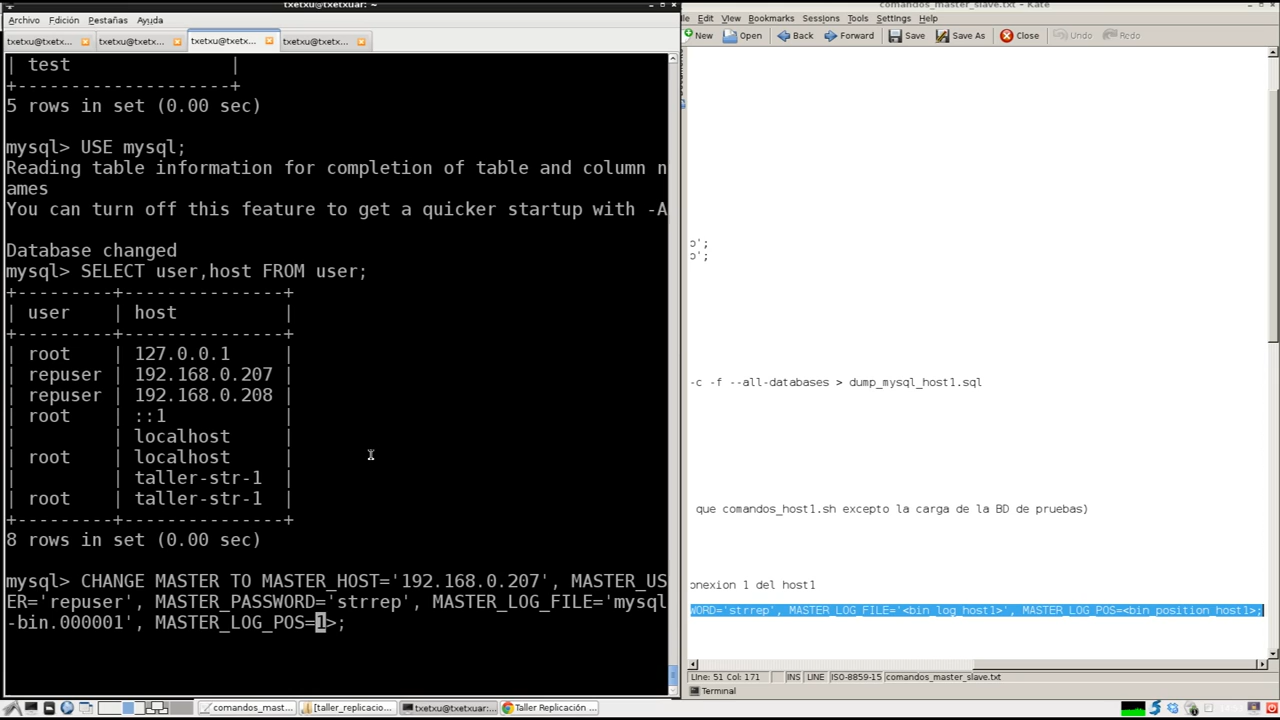 txetxu@txetxuar: ~
Archivo Edición Pestañas Ayuda
txetxu@txetx... txetxu@txetx... txetxu@txetx... txetxu@txetx...
| test |
+--------------------+
5 rows in set (0.00 sec)
mysql> USE mysql;
Reading table information for completion of table and column n
ames
You can turn off this feature to get a quicker startup with -A
Database changed
mysql> SELECT user,host FROM user;
+---------+--------------+
| user | host |
+---------+--------------+
| root | 127.0.0.1
| repuser | 192.168.0.207 |
| repuser | 192.168.0.208 |
| root | ::1 |
| | localhost |
| root | localhost |
| | taller-str-1 |
| root | taller-str-1 |
+---------+--------------+
8 rows in set (0.00 sec)
mysql> CHANGE MASTER TO MASTER_HOST='192.168.0.207', MASTER_US
ER='repuser', MASTER_PASSWORD='strrep', MASTER_LOG_FILE='mysql
-bin.000001', MASTER_LOG_POS=1>;
comandos_master_slave.txt - Kate
le Edit View Bookmarks Sessions Tools Settings Help
New Open Back Forward Save Save As Close Undo Redo
Documents
o';
o';
-c -f --all-databases > dump_mysql_host1.sql
que comandos_host1.sh excepto la carga de la BD de pruebas)
onexion 1 del host1
WORD='strrep', MASTER_LOG_FILE='<bin_log_host1>', MASTER_LOG_POS=<bin_position_host1>;
Line: 51 Col: 171 INS LINE ISO-8859-15 comandos_master_slave.txt
Terminal
comandos_mast... [taller_replicacio... txetxu@txetxuar:... Taller Replicación ...